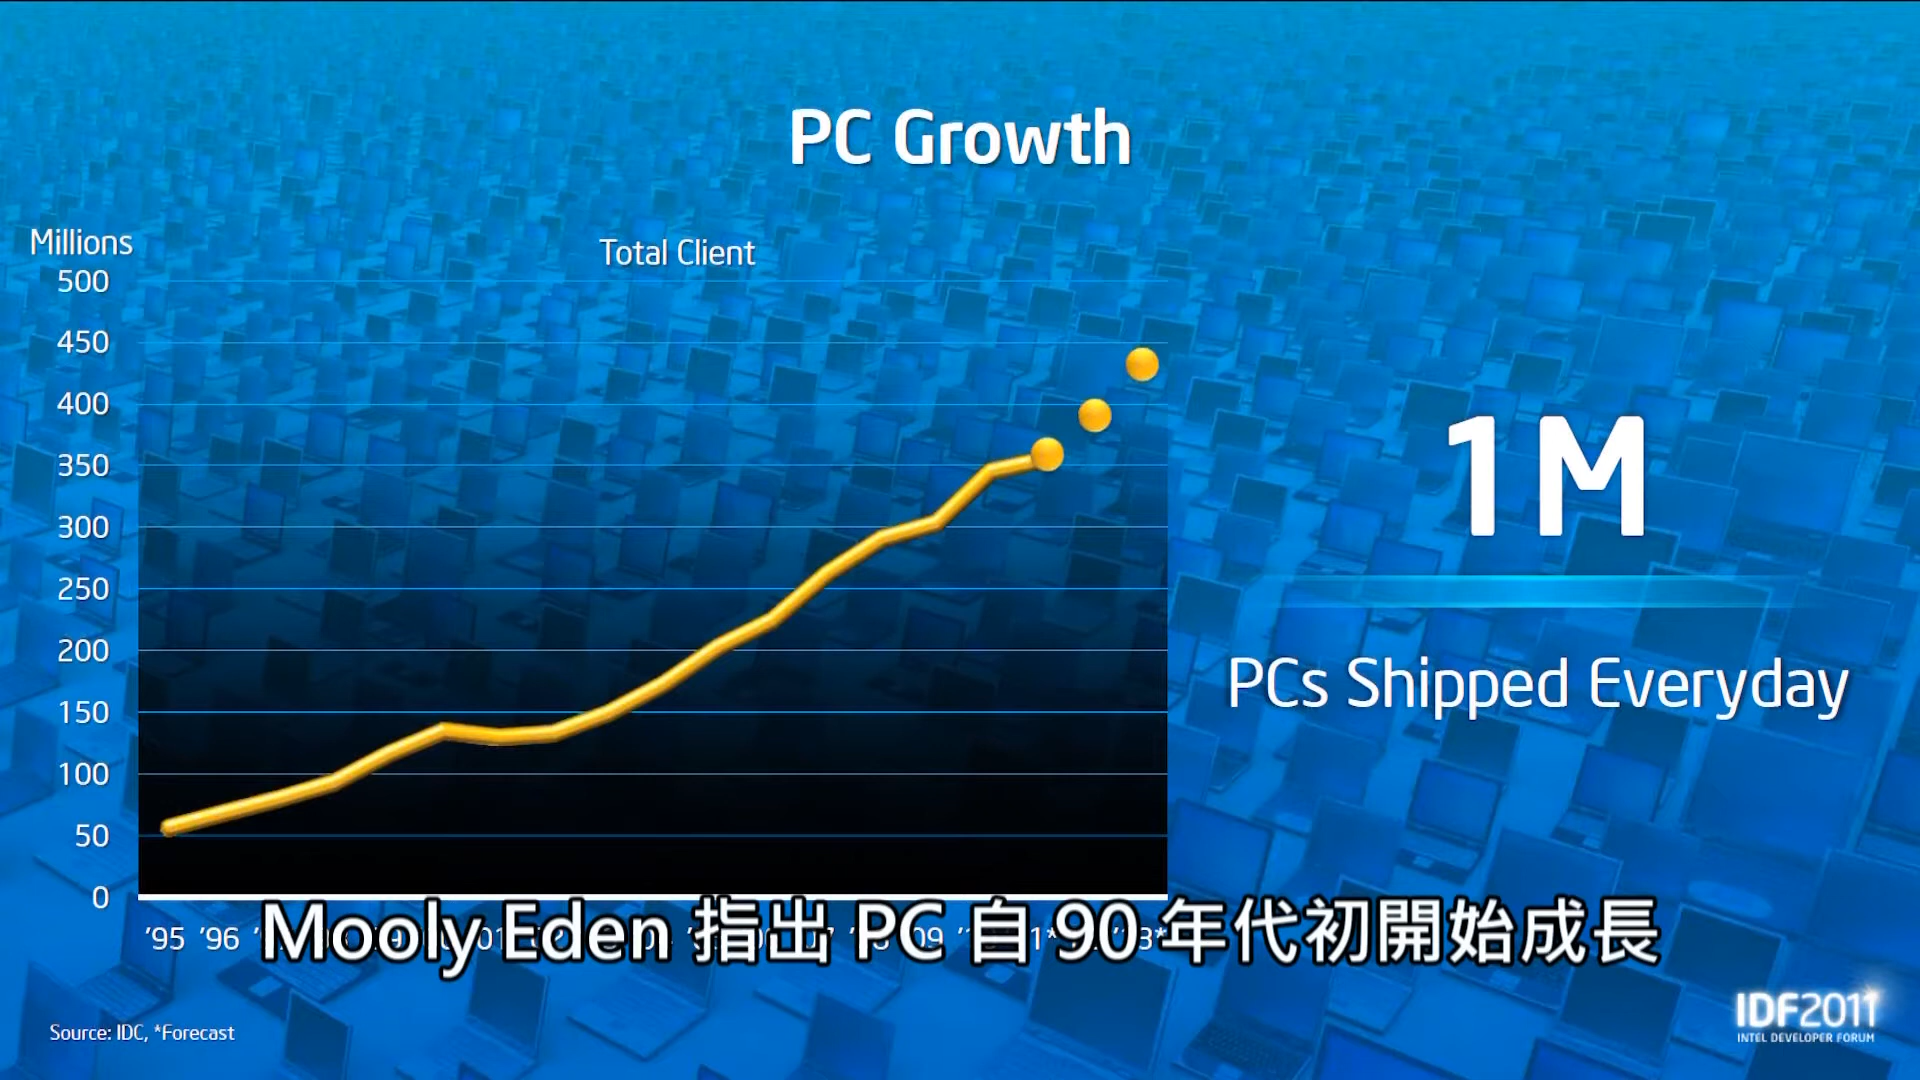 PC Growth
Millions
Total Client
500
450
400
350
300
250
200
150
100
50
0
1M
PCs Shipped Everyday
'95 '96
Mooly Eden 指出 PC 自 90 年代初開始成長
Source: IDC, *Forecast
IDF2011
INTEL DEVELOPER FORUM